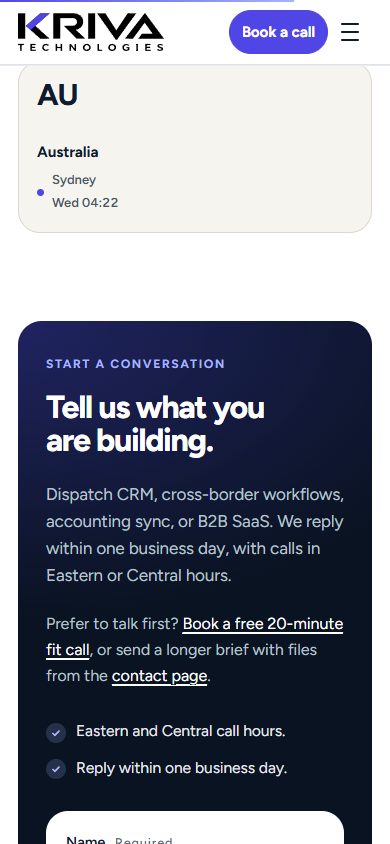 KRIVA
TECHNOLOGIES
Book a call
AU
Australia
Sydney
Wed 04:22
START A CONVERSATION
Tell us what you
are building.
Dispatch CRM, cross-border workflows,
accounting sync, or B2B SaaS. We reply
within one business day, with calls in
Eastern or Central hours.
Prefer to talk first? Book a free 20-minute
fit call, or send a longer brief with files
from the contact page.
Eastern and Central call hours.
Reply within one business day.
Name Required